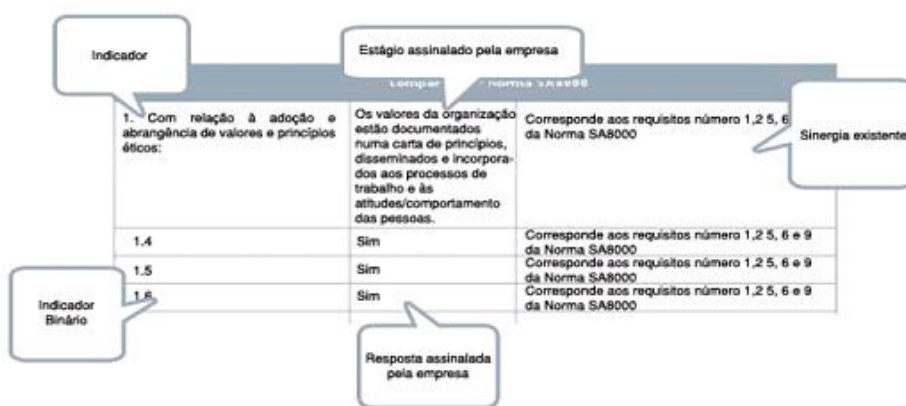 Indicador
Estágio assinalado pela empresa
Norma SA8000
1. Com relação à adoção e
abrangência de valores e princípios
éticos:
Os valores da organização
estão documentados
numa carta de princípios,
disseminados e incorpora-
dos aos processos de
trabalho e às
atitudes/comportamento
das pessoas.
Corresponde aos requisitos número 1,2 5, 6
da Norma SA8000
Sinergia existente
1.4
Sim
Corresponde aos requisitos número 1,2 5, 6 e 9
da Norma SA8000
1.5
Sim
Corresponde aos requisitos número 1,2 5, 6 e 9
da Norma SA8000
1.6
Sim
Corresponde aos requisitos número 1,2 5, 6 e 9
da Norma SA8000
Indicador
Binário
Resposta assinalada
pela empresa